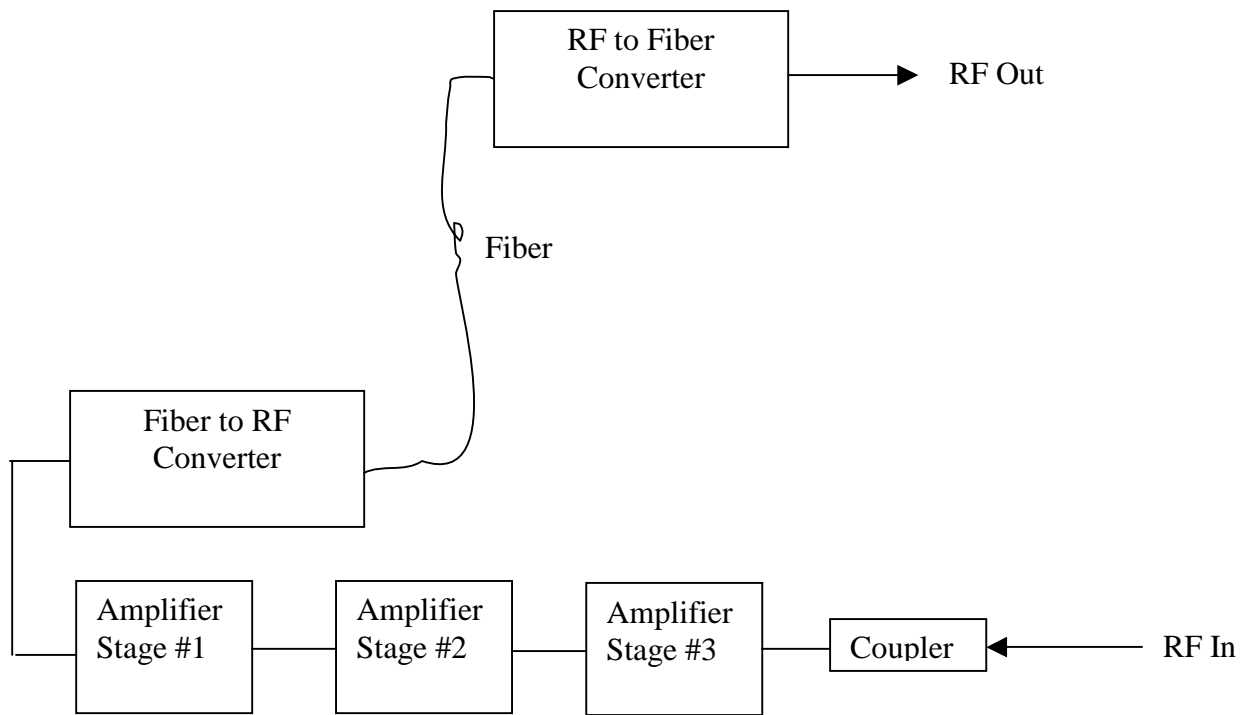 RF to Fiber
Converter
RF Out
Fiber
Fiber to RF
Converter
Amplifier
Stage #1
Amplifier
Stage #2
Amplifier
Stage #3
Coupler
RF In